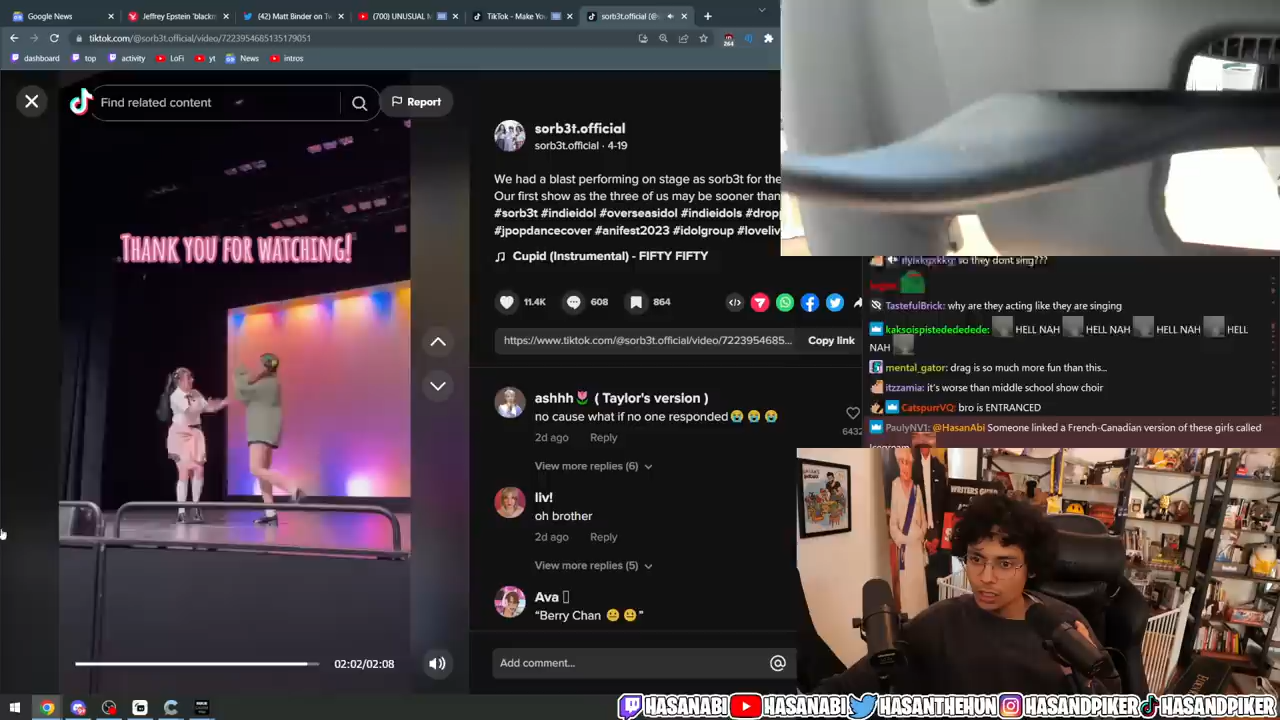 Google News
Jeffrey Epstein "blackm
(42) Matt Binder on Tw
(700) UNUSUAL M
TikTok - Make You
sorb3t.official (@
tiktok.com/@sorb3t.official/video/7223954685135179051
264
dashboard
top
activity
LoFi
yt
News
intros
Find related content
Report
THANK YOU FOR WATCHING!
02:02/02:08
sorb3t.official
sorb3t.official · 4-19
We had a blast performing on stage as sorb3t for the
Our first show as the three of us may be sooner than
#sorb3t #indieidol #overseasidol #indieidols #dropp
#jpopdancecover #anifest2023 #idolgroup #lovelive
Cupid (Instrumental) - FIFTY FIFTY
11.4K
608
864
https://www.tiktok.com/@sorb3t.official/video/7223954685...
Copy link
ashhh🌷 ( Taylor's version )
no cause what if no one responded😭 😭 😭
2d ago Reply
6432
View more replies (6)
liv!
oh brother
2d ago Reply
View more replies (5)
Ava
“Berry Chan 😐 😐”
Add comment...
so they dont sing???
TastefulBrick: why are they acting like they are singing
kaksoispistedededede: HELL NAH HELL NAH HELL NAH HELL
NAH
mental_gator: drag is so much more fun than this...
itzzamia: it's worse than middle school show choir
CatspurrVQ: bro is ENTRANCED
PaulyNV1: @HasanAbi Someone linked a French-Canadian version of these girls called
WRITERS GUILD
HASANABI
HASANABI
HASANTHEHUN
HASANDPIKER
HASANDPIKER